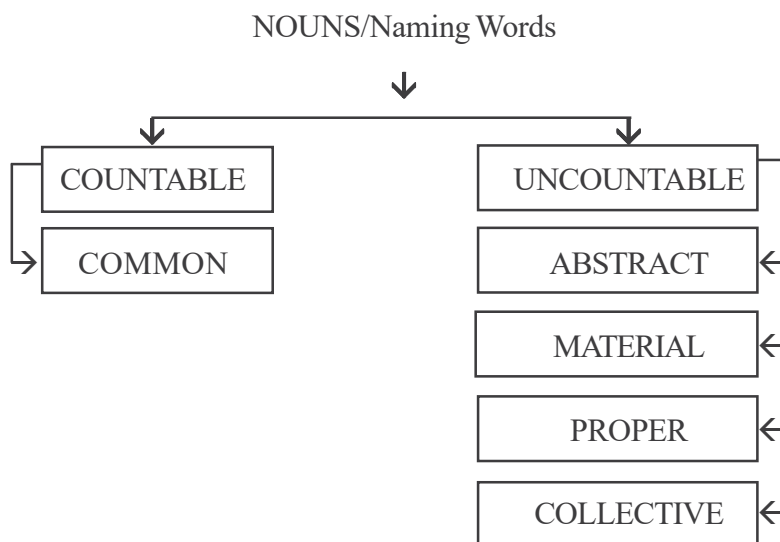 NOUNS/Naming Words
COUNTABLE
UNCOUNTABLE
COMMON
ABSTRACT
MATERIAL
PROPER
COLLECTIVE